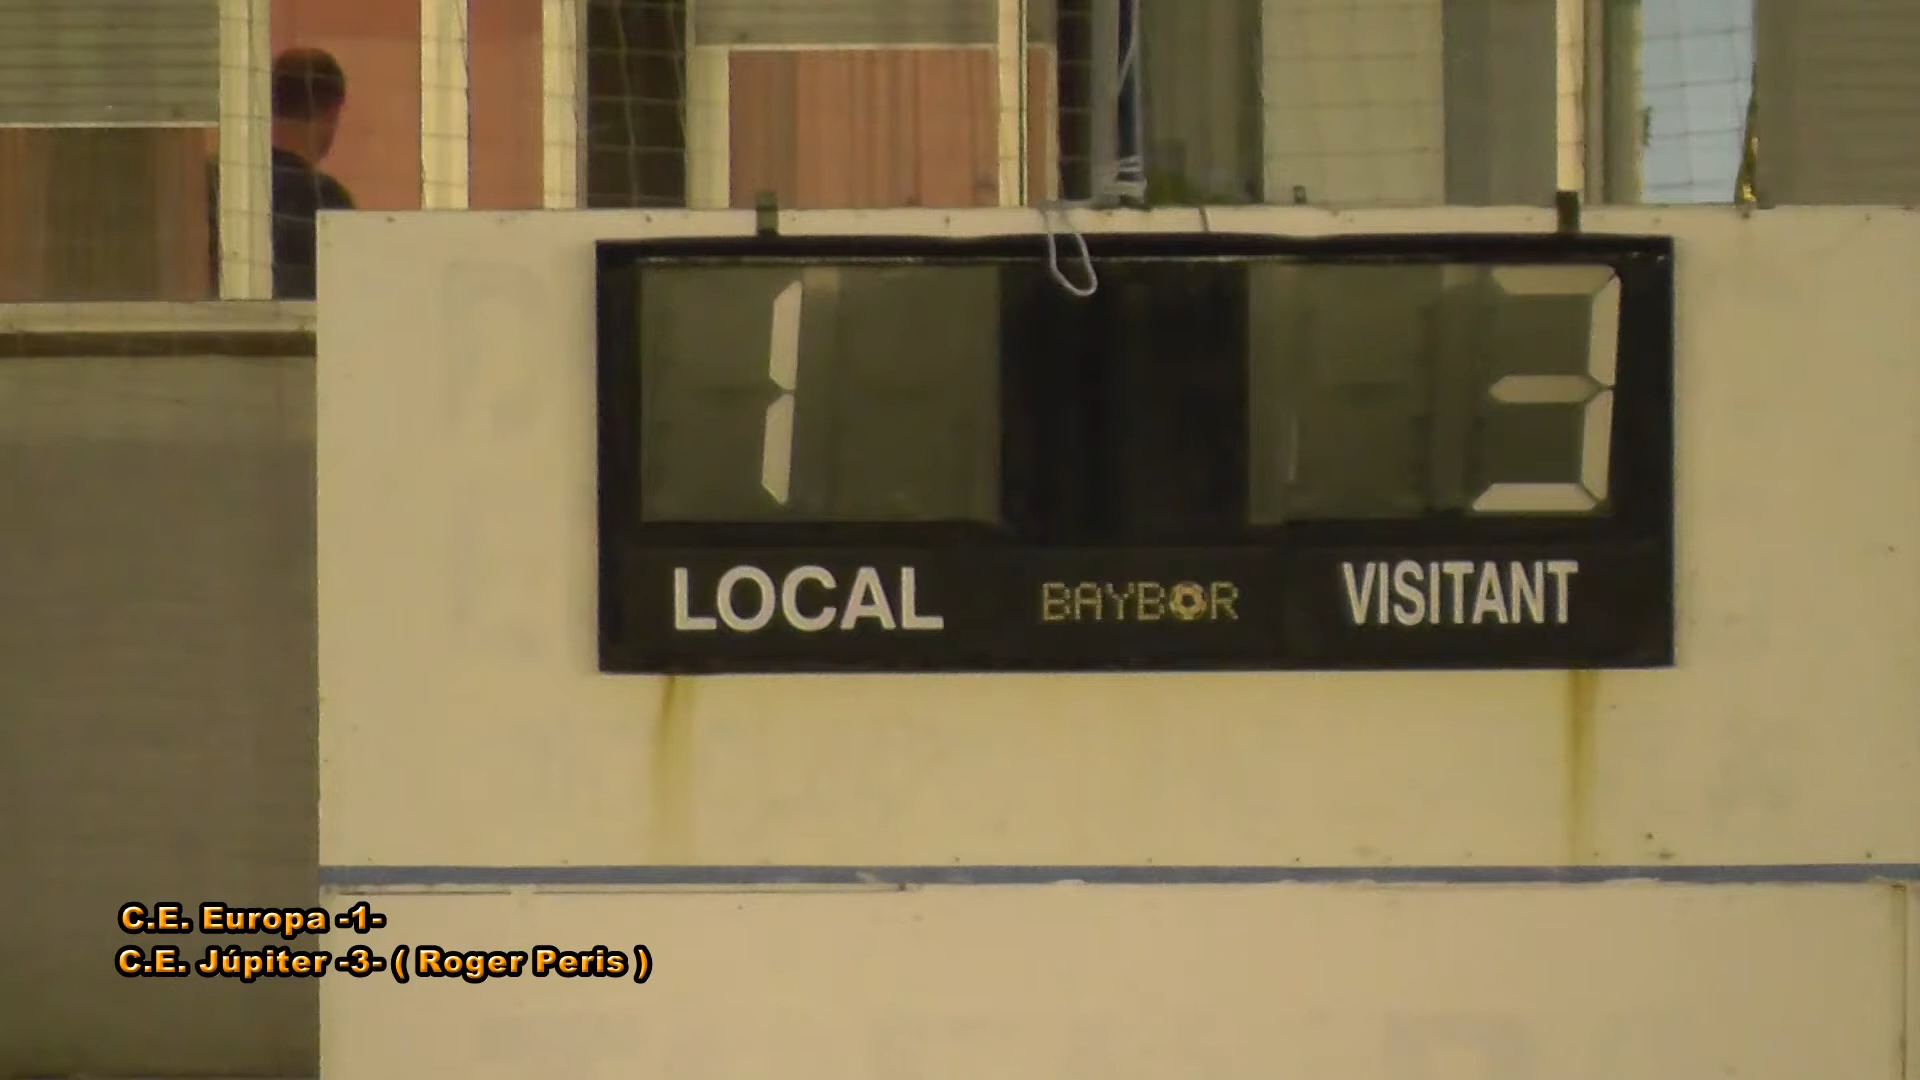 1 3
LOCAL BAYBOR VISITANT
C.E. Europa -1-
C.E. Júpiter -3- ( Roger Peris )